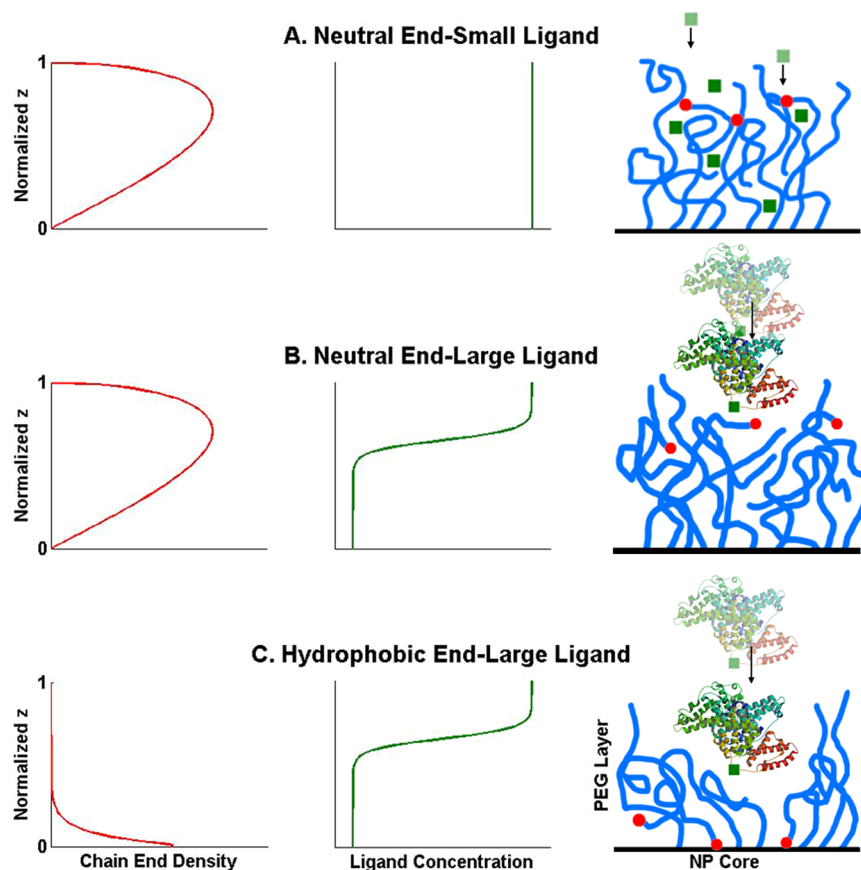 A. Neutral End-Small Ligand
1
Normalized z
0
B. Neutral End-Large Ligand
1
Normalized z
0
C. Hydrophobic End-Large Ligand
1
Normalized z
0
PEG Layer
Chain End Density
Ligand Concentration
NP Core